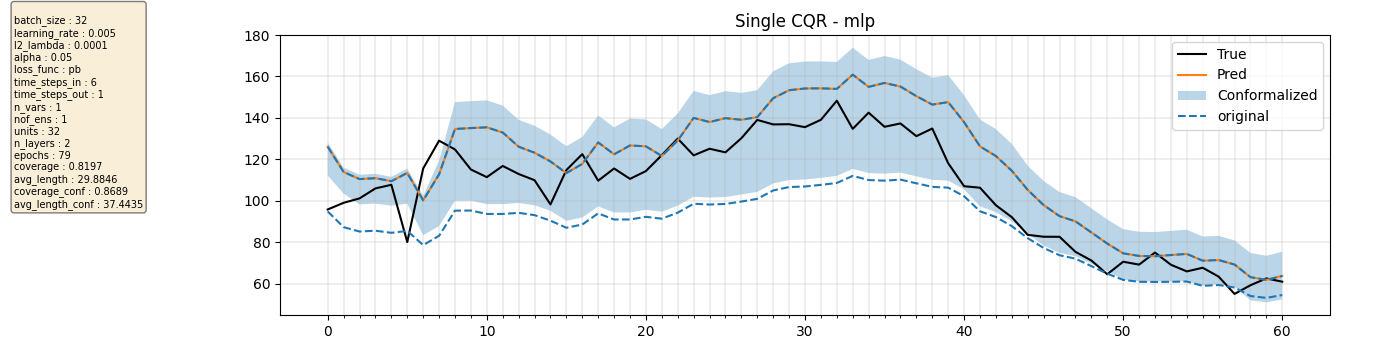 batch_size : 32
learning_rate : 0.005
l2_lambda : 0.0001
alpha : 0.05
loss_func : pb
time_steps_in : 6
time_steps_out : 1
n_vars : 1
nof_ens : 1
units : 32
n_layers : 2
epochs : 79
coverage : 0.8197
avg_length : 29.8846
coverage_conf : 0.8689
avg_length_conf : 37.4435
Single CQR - mlp
180
160
140
120
100
80
60
True
Pred
Conformalized
original
0 10 20 30 40 50 60